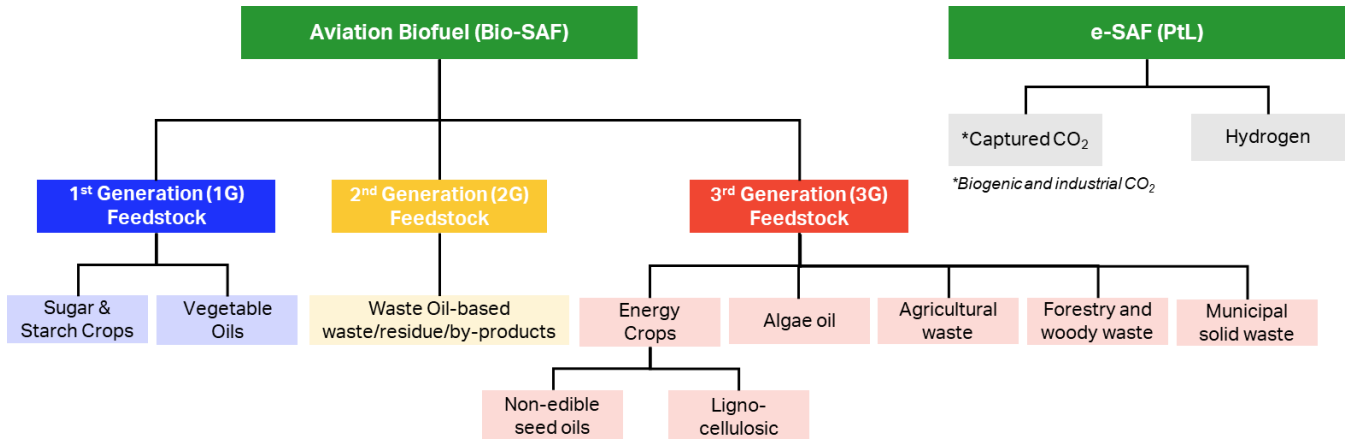 Aviation Biofuel (Bio-SAF)
e-SAF (PtL)
*Captured CO₂
Hydrogen
*Biogenic and industrial CO₂
1st Generation (1G)
Feedstock
2nd Generation (2G)
Feedstock
3rd Generation (3G)
Feedstock
Sugar &
Starch Crops
Vegetable
Oils
Waste Oil-based
waste/residue/by-products
Energy
Crops
Algae oil
Agricultural
waste
Forestry and
woody waste
Municipal
solid waste
Non-edible
seed oils
Ligno-
cellulosic